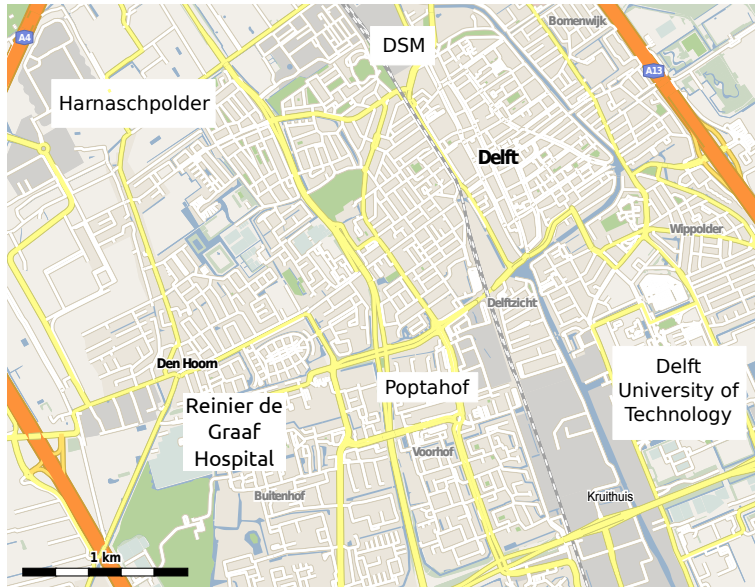 Bomenwijk
A4
DSM
A13
Harnaschpolder
Delft
Wippolder
Delftzicht
Den Hoorn
Poptahof
Delft
University of
Technology
Reinier de
Graaf
Hospital
Voorhof
Buitenhof
Kruithuis
1 km